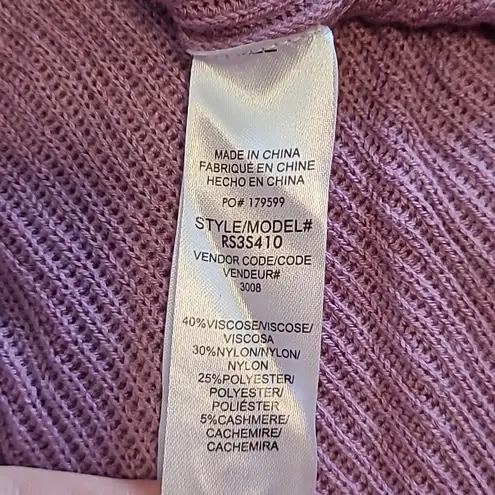 MADE IN CHINA
FABRIQUÉ EN CHINE
HECHO EN CHINA
PO# 179599
STYLE/MODEL#
RS3S410
VENDOR CODE/CODE
VENDEUR#
3008
40%VISCOSE/VISCOSE/
VISCOSA
30%NYLON/NYLON/
NYLON
25%POLYESTER/
POLYESTER/
POLIÉSTER
5%CASHMERE/
CACHEMIRE/
CACHEMIRA